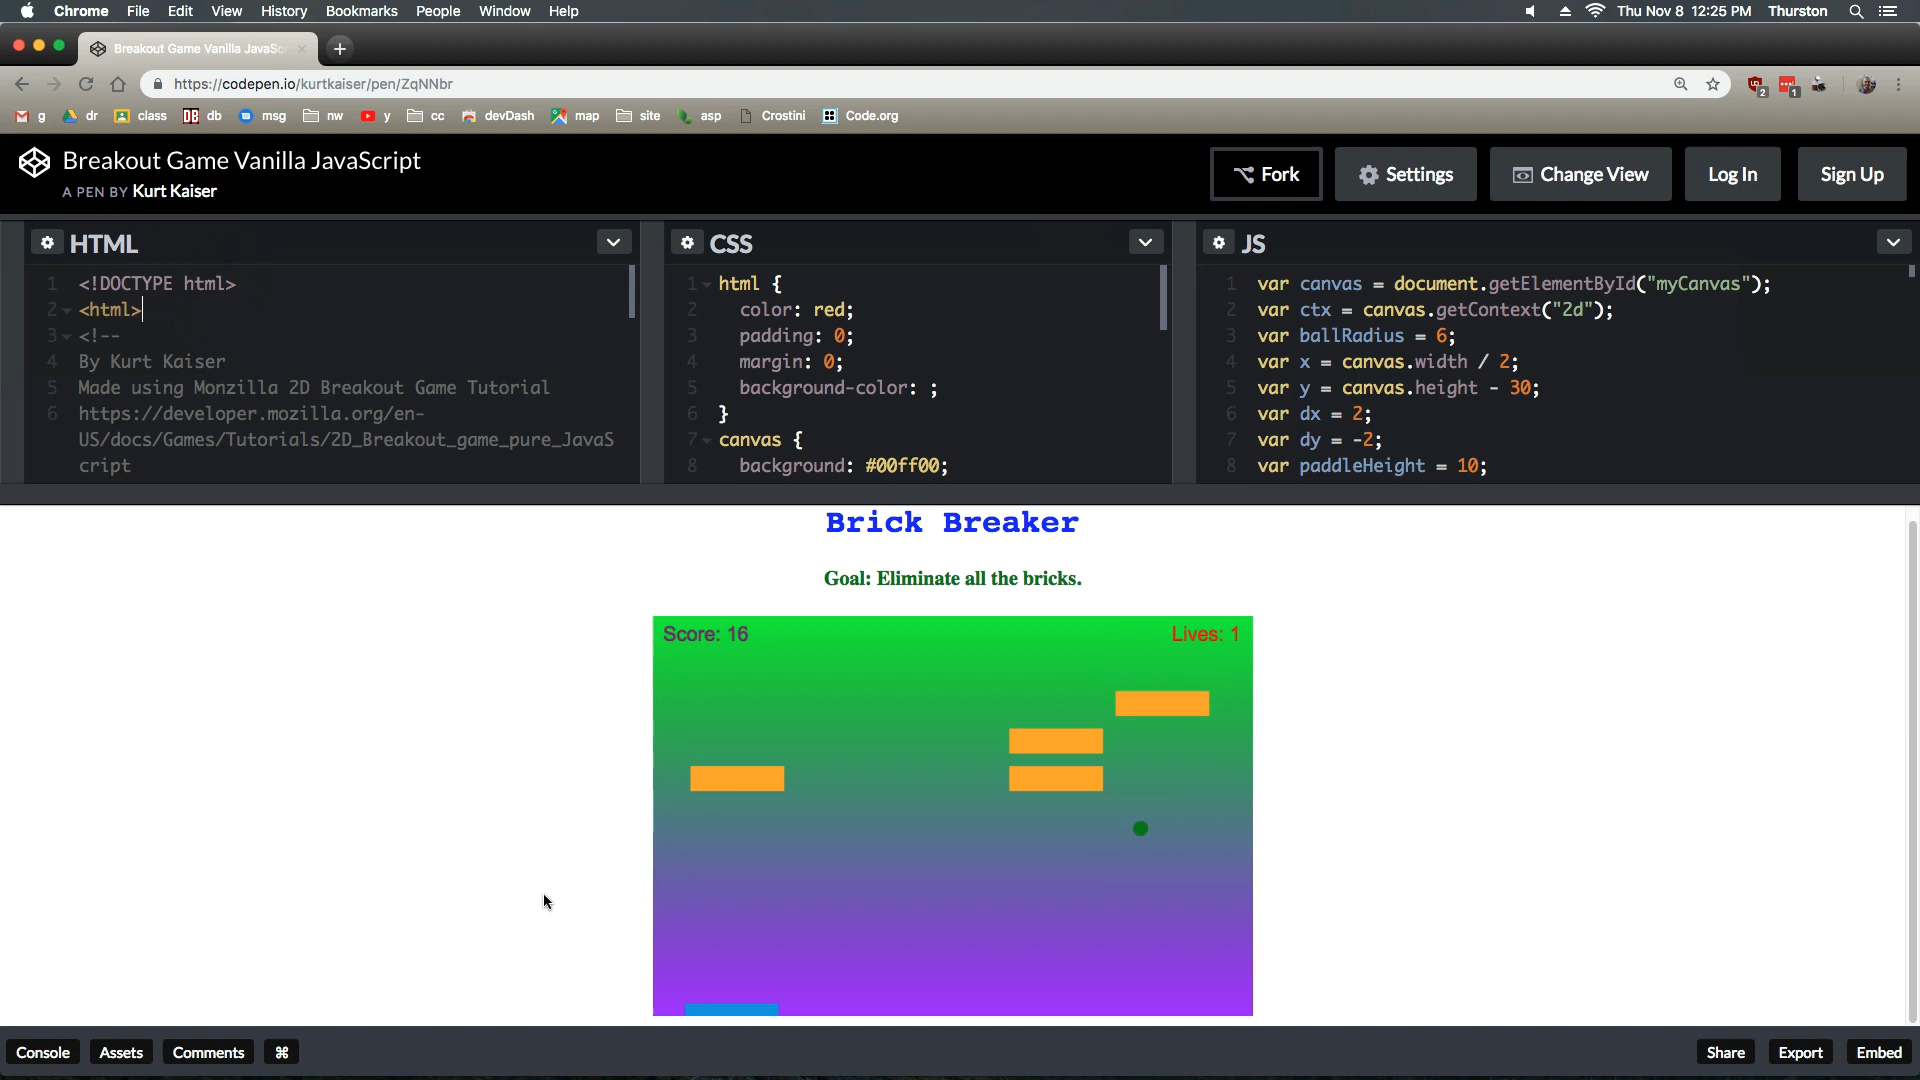 Chrome File Edit View History Bookmarks People Window Help Thu Nov 8 12:25 PM Thurston
Breakout Game Vanilla JavaSc
https://codepen.io/kurtkaiser/pen/ZqNNbr
2 1
g dr class DB db msg nw y cc devDash map site asp Crostini Code.org
Breakout Game Vanilla JavaScript
A PEN BY Kurt Kaiser
Fork Settings Change View Log In Sign Up
HTML
1 <!DOCTYPE html>
2 <html>
3 <!--
4 By Kurt Kaiser
5 Made using Monzilla 2D Breakout Game Tutorial
6 https://developer.mozilla.org/en-
US/docs/Games/Tutorials/2D_Breakout_game_pure_JavaS
cript
CSS
1 html {
2 color: red;
3 padding: 0;
4 margin: 0;
5 background-color: ;
6 }
7 canvas {
8 background: #00ff00;
JS
1 var canvas = document.getElementById("myCanvas");
2 var ctx = canvas.getContext("2d");
3 var ballRadius = 6;
4 var x = canvas.width / 2;
5 var y = canvas.height - 30;
6 var dx = 2;
7 var dy = -2;
8 var paddleHeight = 10;
Brick Breaker
Goal: Eliminate all the bricks.
Score: 16 Lives: 1
Console Assets Comments ⌘ Share Export Embed